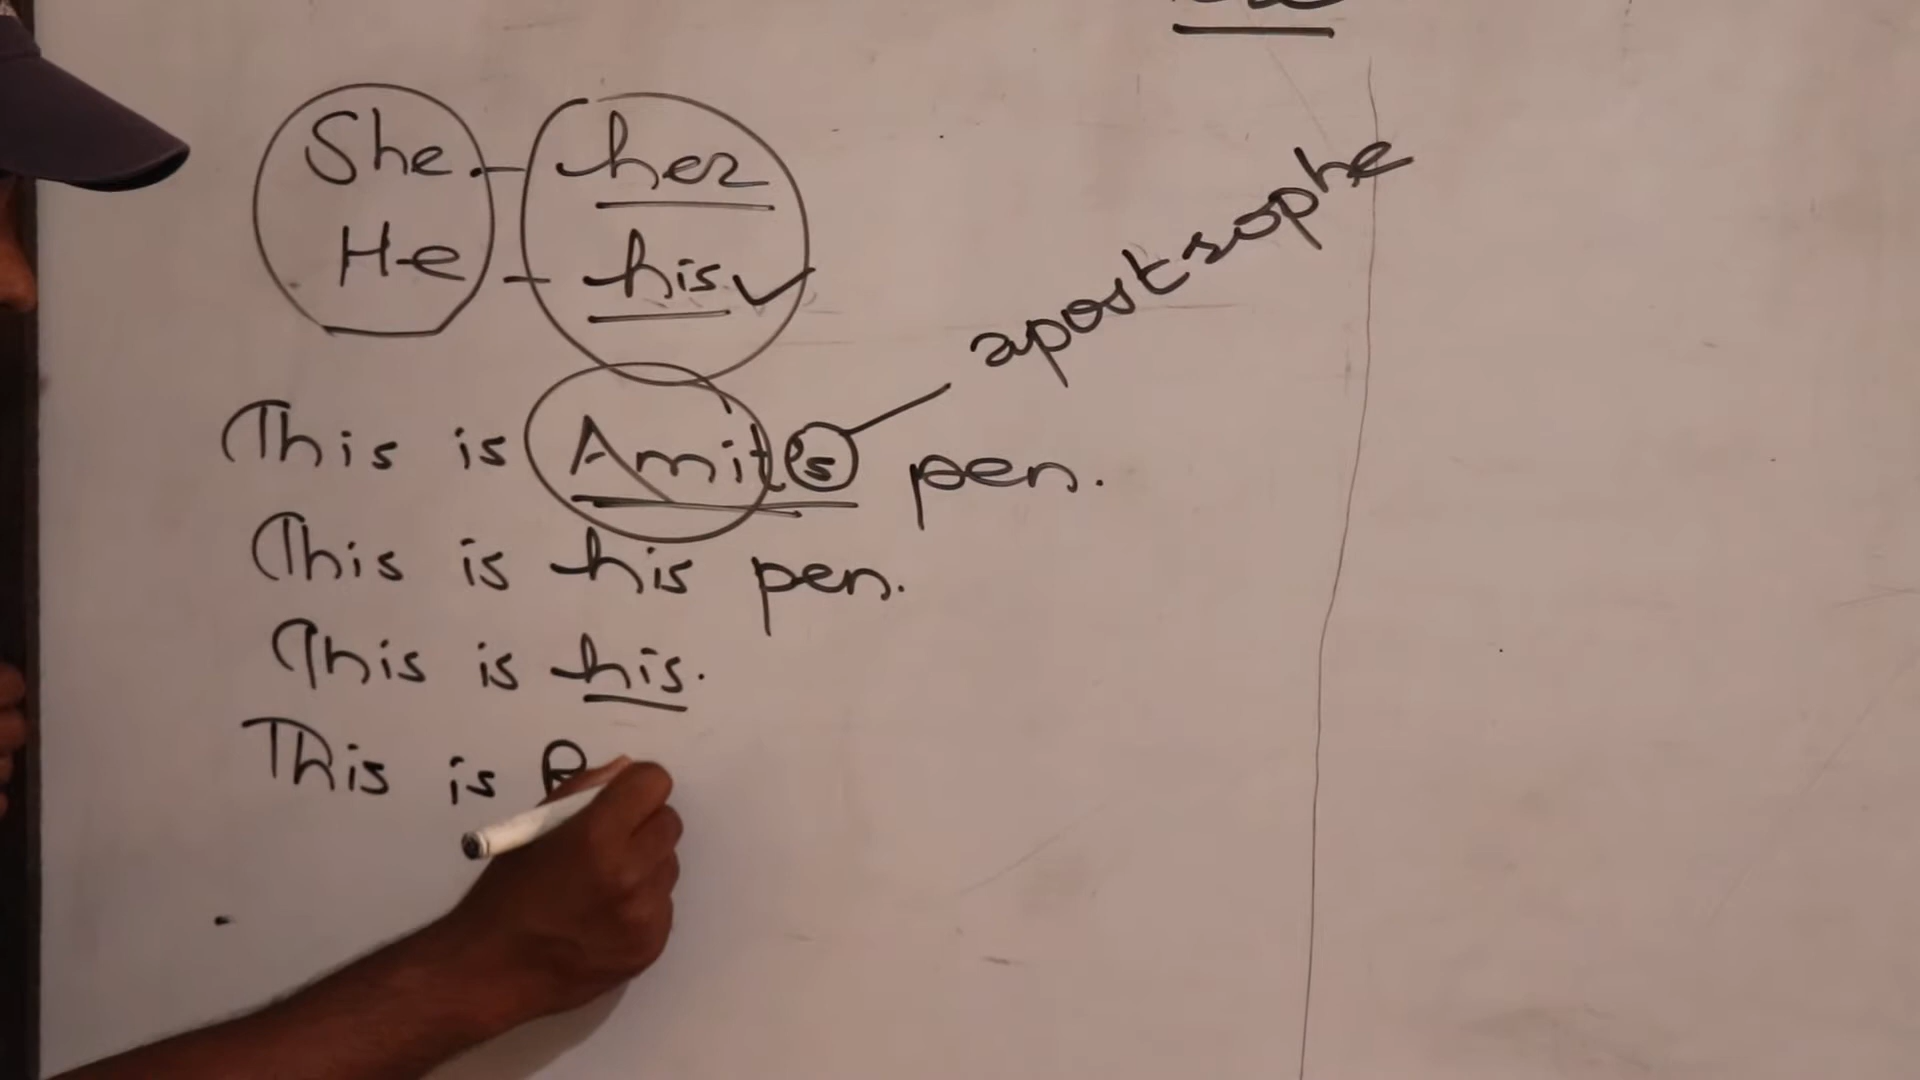 She - her
He - his ✓
apostrophe
This is Amit's pen.
This is his pen.
This is his.
This is